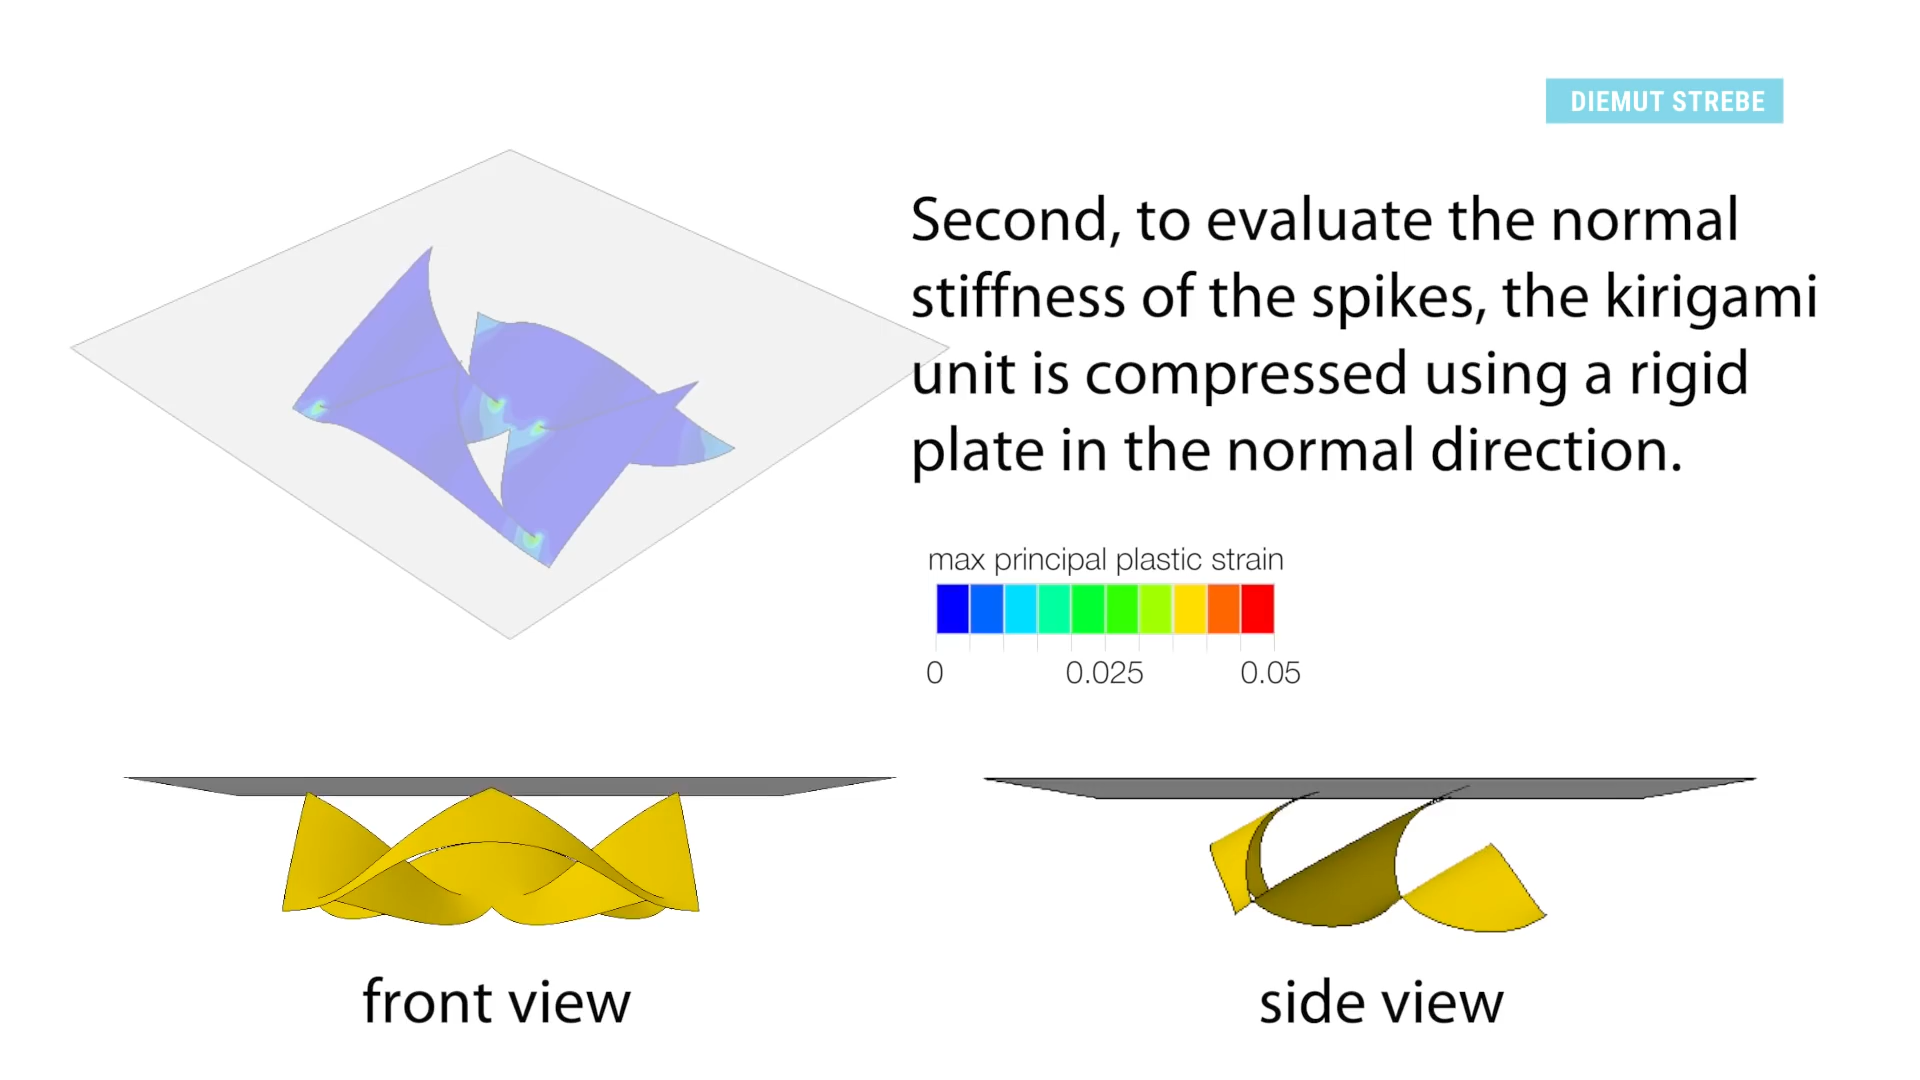 DIEMUT STREBE
Second, to evaluate the normal
stiffness of the spikes, the kirigami
unit is compressed using a rigid
plate in the normal direction.
max principal plastic strain
0 0.025 0.05
front view
side view